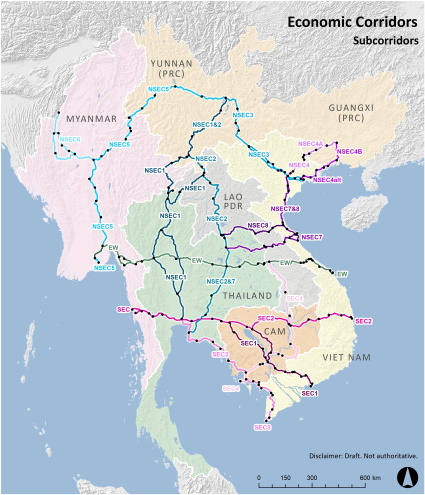 Economic Corridors
Subcorridors
YUNNAN
(PRC)
NSEC5
NSEC3
GUANGXI
(PRC)
MYANMAR
NSEC1&2
NSEC6
NSEC5
NSEC3
NSEC4A
NSEC4B
NSEC4
NSEC1
NSEC2
NSEC4alt
NSEC1
LAO
PDR
NSEC1
NSEC2
NSEC7&8
NSEC8
NSEC7
NSEC5
EW
NSEC5
EW
EW
NSEC1
NSEC2&7
THAILAND
SEC4
SEC
SEC2
SEC2
CAM
SEC1
SEC3
VIET NAM
SEC1
SEC3
Disclaimer: Draft. Not authoritative.
0 150 300 600 km